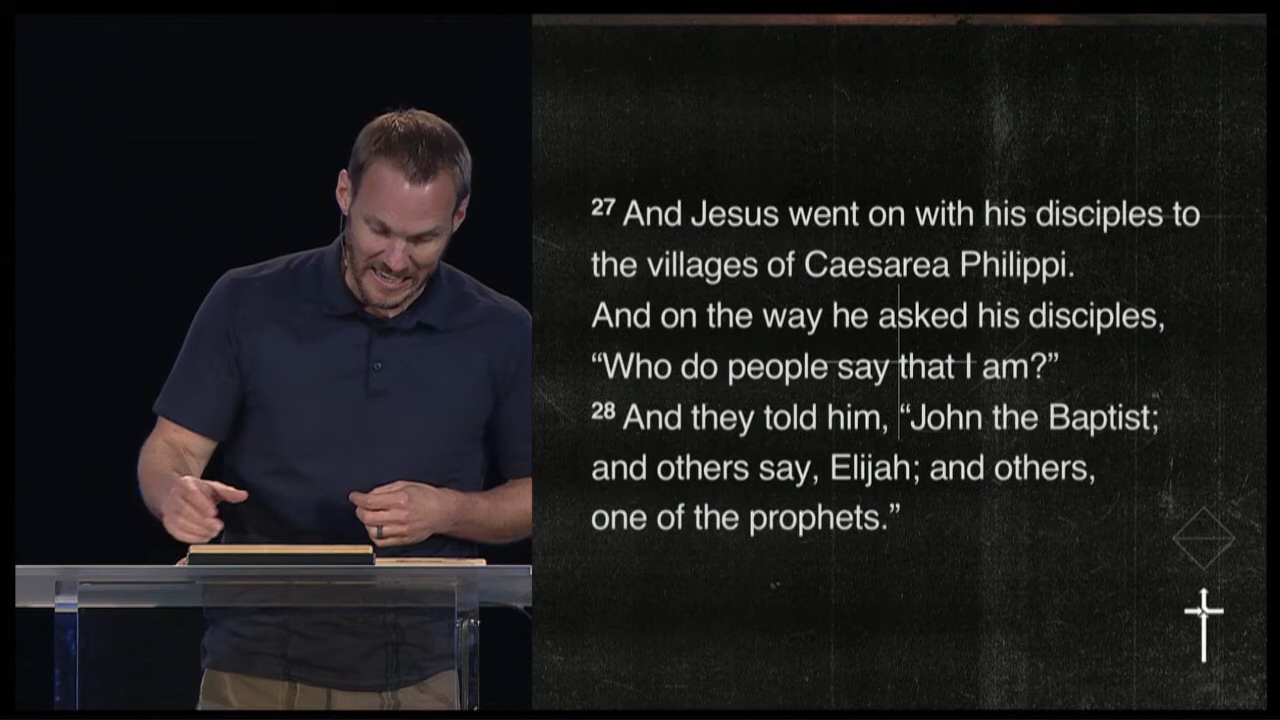 27 And Jesus went on with his disciples to
the villages of Caesarea Philippi.
And on the way he asked his disciples,
“Who do people say that I am?”
28 And they told him, “John the Baptist;
and others say, Elijah; and others,
one of the prophets.”